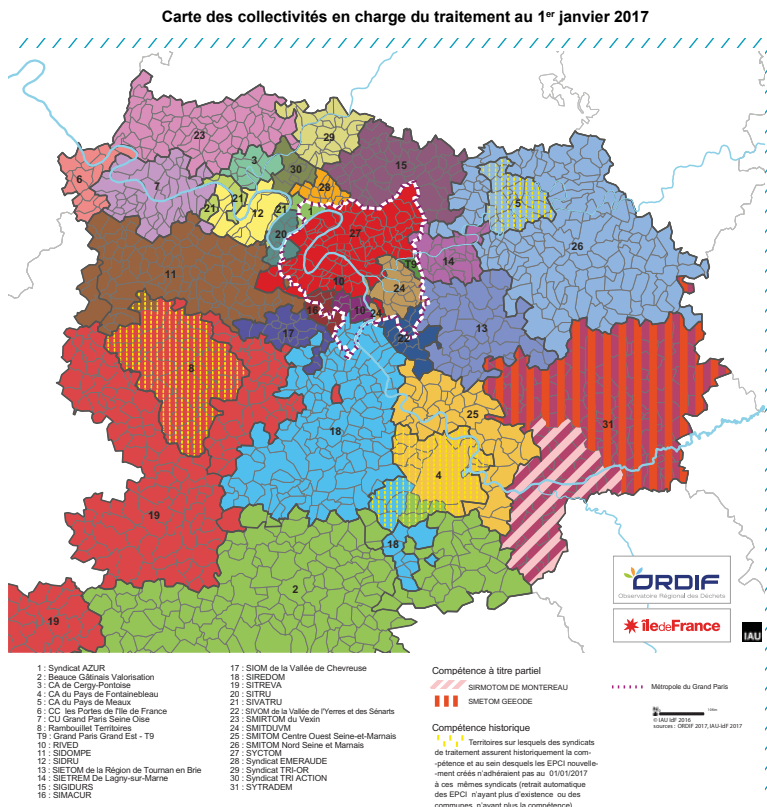 Carte des collectivités en charge du traitement au 1er janvier 2017
23
29
3
30
15
6
7
28
5
21
21
12
21
1
27
20
26
T9
14
11
10
24
16
10
24
17
22
13
8
25
31
18
4
19
18
2
19
ORDIF
Observatoire Régional des Déchets
îledeFrance
IAU
1 : Syndicat AZUR
2 : Beauce Gâtinais Valorisation
3 : CA de Cergy-Pontoise
4 : CA du Pays de Fontainebleau
5 : CA du Pays de Meaux
6 : CC les Portes de l'Ile de France
7 : CU Grand Paris Seine Oise
8 : Rambouillet Territoires
T9 : Grand Paris Grand Est - T9
10 : RIVED
11 : SIDOMPE
12 : SIDRU
13 : SIETOM de la Région de Tournan en Brie
14 : SIETREM de Lagny-sur-Marne
15 : SIGIDURS
16 : SIMACUR
17 : SIOM de la Vallée de Chevreuse
18 : SIREDOM
19 : SITREVA
20 : SITRU
21 : SIVATRU
22 : SIVOM de la Vallée de l'Yerres et des Sénarts
23 : SMIRTOM du Vexin
24 : SMITDUVM
25 : SMITOM Centre Ouest Seine-et-Marnais
26 : SMITOM Nord Seine et Marnais
27 : SYCTOM
28 : Syndicat EMERAUDE
29 : Syndicat TRI-OR
30 : Syndicat TRI ACTION
31 : SYTRADEM
Compétence à titre partiel
SIRMOTOM DE MONTEREAU
SMETOM GEEODE
Compétence historique
Territoires sur lesquels des syndicats
de traitement assurent historiquement la com-
-pétence et au sein desquels les EPCI nouvelle-
-ment créés n'adhéraient pas au 01/01/2017
à ces mêmes syndicats (retrait automatique
des EPCI n'ayant plus d'existence ou des
communes n'ayant plus la compétence)
Métropole du Grand Paris
© IAU îdF 2016
sources : ORDIF 2017, IAU-IdF 2017